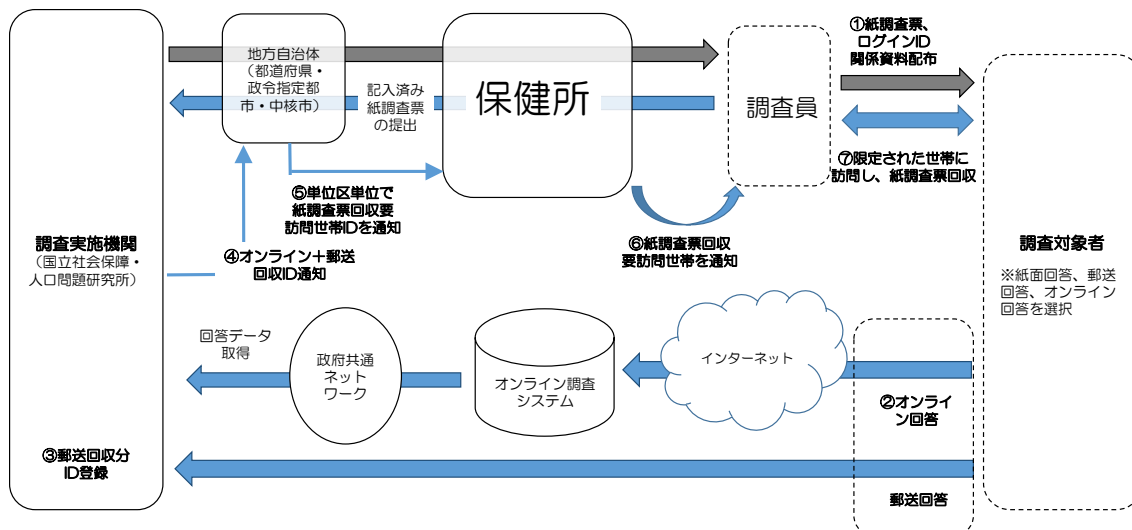 ①紙調査票、
ログインID
関係資料配布
地方自治体
（都道府県・
政令指定都
市・中核市）
記入済み
紙調査票
の提出
保健所
調査員
⑦限定された世帯に
訪問し、紙調査票回収
⑤単位区単位で
紙調査票回収要
訪問世帯IDを通知
⑥紙調査票回収
要訪問世帯を通知
調査実施機関
（国立社会保障・
人口問題研究所）
④オンライン＋郵送
回収ID通知
調査対象者
※紙面回答、郵送
回答、オンライン
回答を選択
回答データ
取得
政府共通
ネット
ワーク
オンライン調査
システム
インターネット
②オンライ
ン回答
③郵送回収分
ID登録
郵送回答